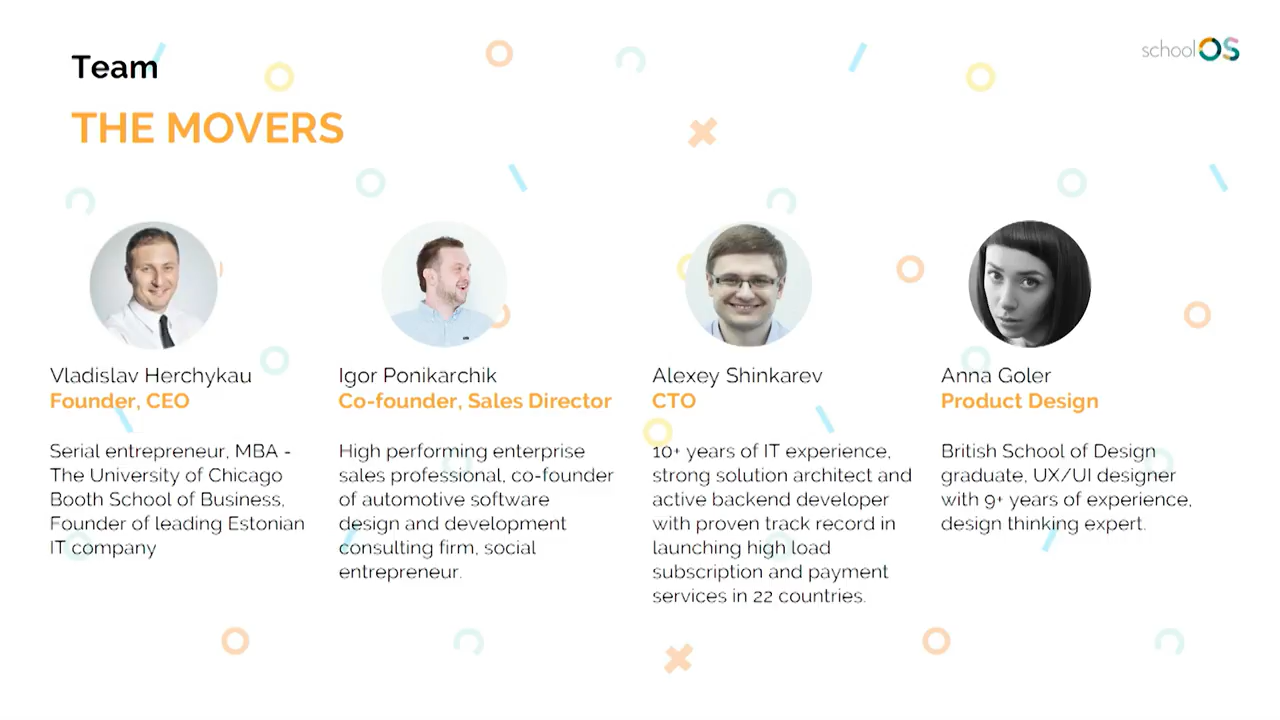 Team
schoolOS
THE MOVERS
Vladislav Herchykau
Founder, CEO
Serial entrepreneur, MBA -
The University of Chicago
Booth School of Business,
Founder of leading Estonian
IT company
Igor Ponikarchik
Co-founder, Sales Director
High performing enterprise
sales professional, co-founder
of automotive software
design and development
consulting firm, social
entrepreneur.
Alexey Shinkarev
CTO
10+ years of IT experience,
strong solution architect and
active backend developer
with proven track record in
launching high load
subscription and payment
services in 22 countries.
Anna Goler
Product Design
British School of Design
graudate, UX/UI designer
with 9+ years of experience,
design thinking expert.